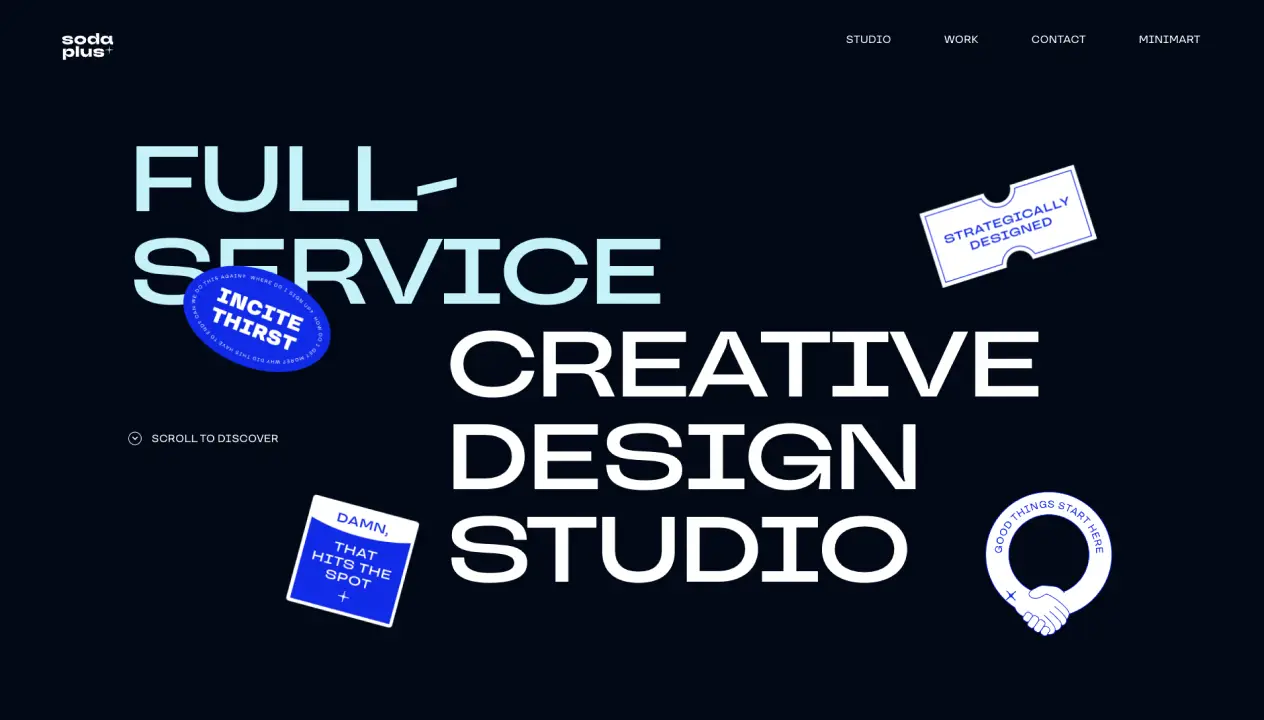 soda
plus
STUDIO
WORK
CONTACT
MINIMART
FULL-
SERVICE
CREATIVE
DESIGN
STUDIO
STRATEGICALLY
DESIGNED
INCITE
THIRST
WHERE DO I SIGN UP? HOW DO I GET MORE? WHY DID THIS HAVE TO END? CAN WE DO THIS AGAIN?
SCROLL TO DISCOVER
DAMN,
THAT
HITS THE
SPOT
GOOD THINGS START HERE